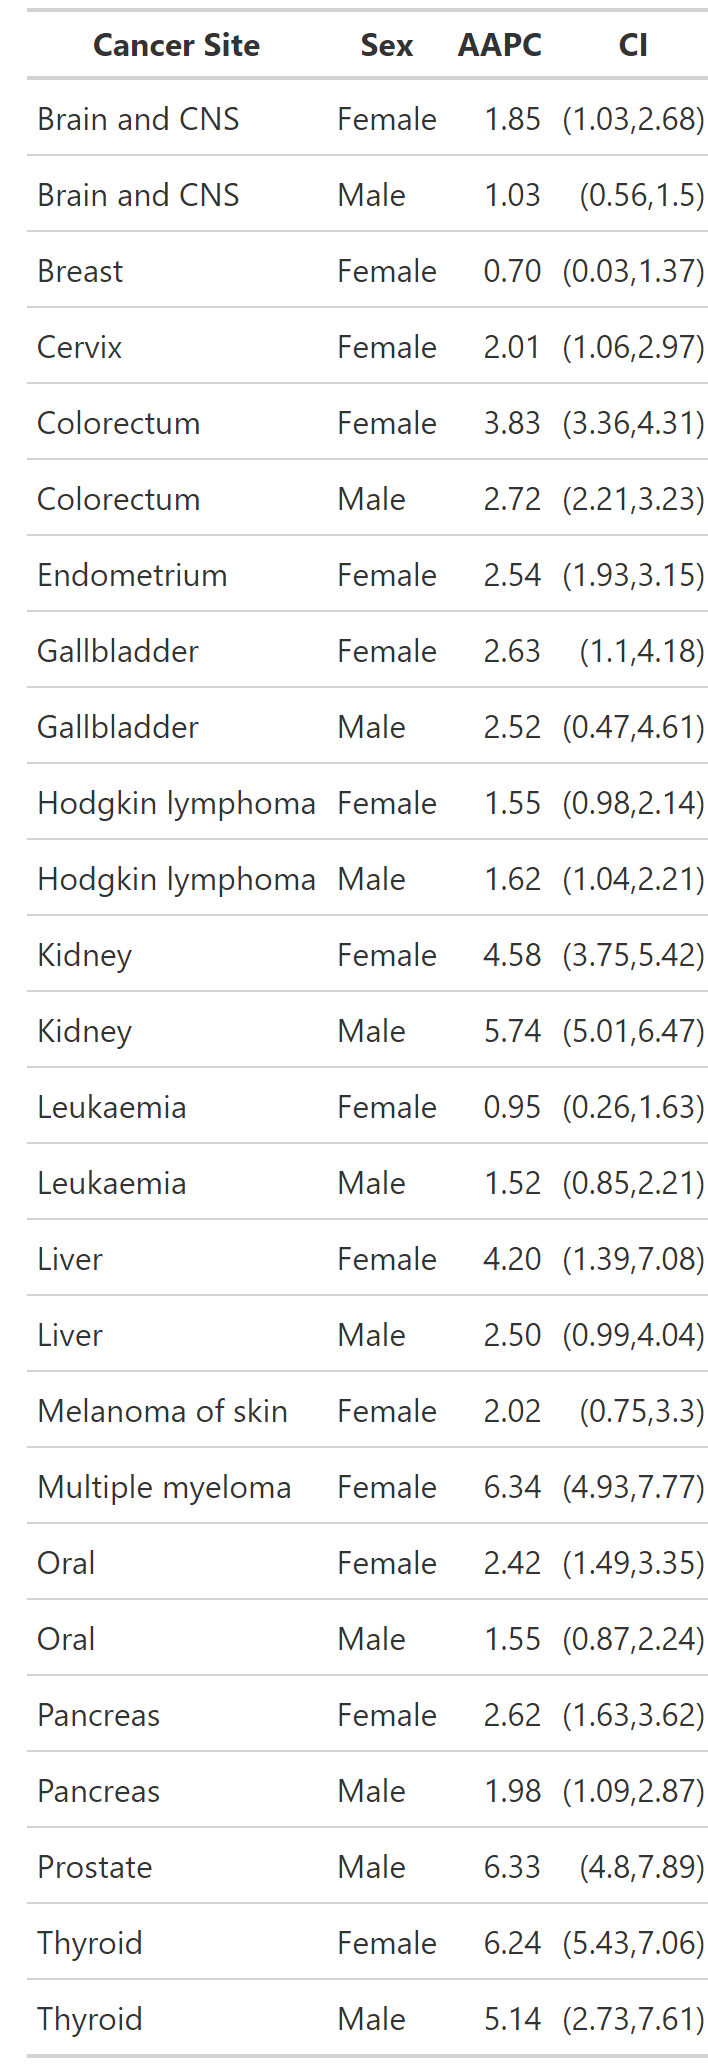 Cancer Site Sex AAPC CI
Brain and CNS Female 1.85 (1.03,2.68)
Brain and CNS Male 1.03 (0.56,1.5)
Breast Female 0.70 (0.03,1.37)
Cervix Female 2.01 (1.06,2.97)
Colorectum Female 3.83 (3.36,4.31)
Colorectum Male 2.72 (2.21,3.23)
Endometrium Female 2.54 (1.93,3.15)
Gallbladder Female 2.63 (1.1,4.18)
Gallbladder Male 2.52 (0.47,4.61)
Hodgkin lymphoma Female 1.55 (0.98,2.14)
Hodgkin lymphoma Male 1.62 (1.04,2.21)
Kidney Female 4.58 (3.75,5.42)
Kidney Male 5.74 (5.01,6.47)
Leukaemia Female 0.95 (0.26,1.63)
Leukaemia Male 1.52 (0.85,2.21)
Liver Female 4.20 (1.39,7.08)
Liver Male 2.50 (0.99,4.04)
Melanoma of skin Female 2.02 (0.75,3.3)
Multiple myeloma Female 6.34 (4.93,7.77)
Oral Female 2.42 (1.49,3.35)
Oral Male 1.55 (0.87,2.24)
Pancreas Female 2.62 (1.63,3.62)
Pancreas Male 1.98 (1.09,2.87)
Prostate Male 6.33 (4.8,7.89)
Thyroid Female 6.24 (5.43,7.06)
Thyroid Male 5.14 (2.73,7.61)